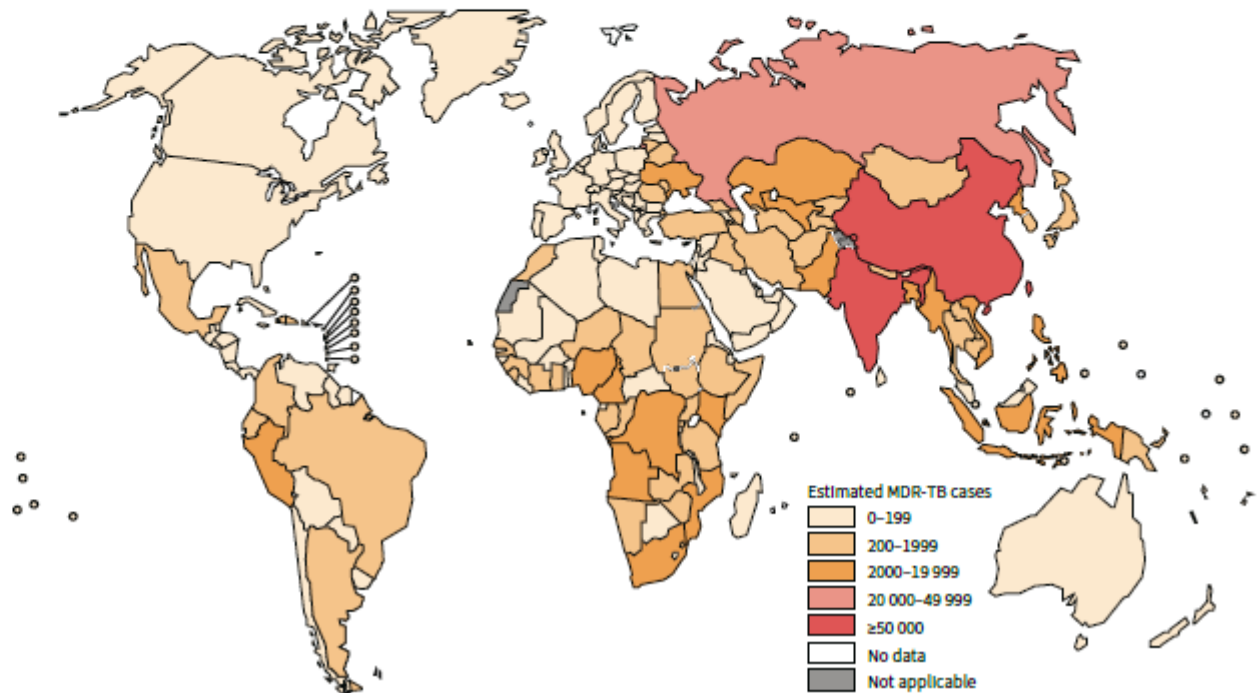 Estimated MDR-TB cases
0–199
200–1999
2000–19 999
20 000–49 999
≥50 000
No data
Not applicable